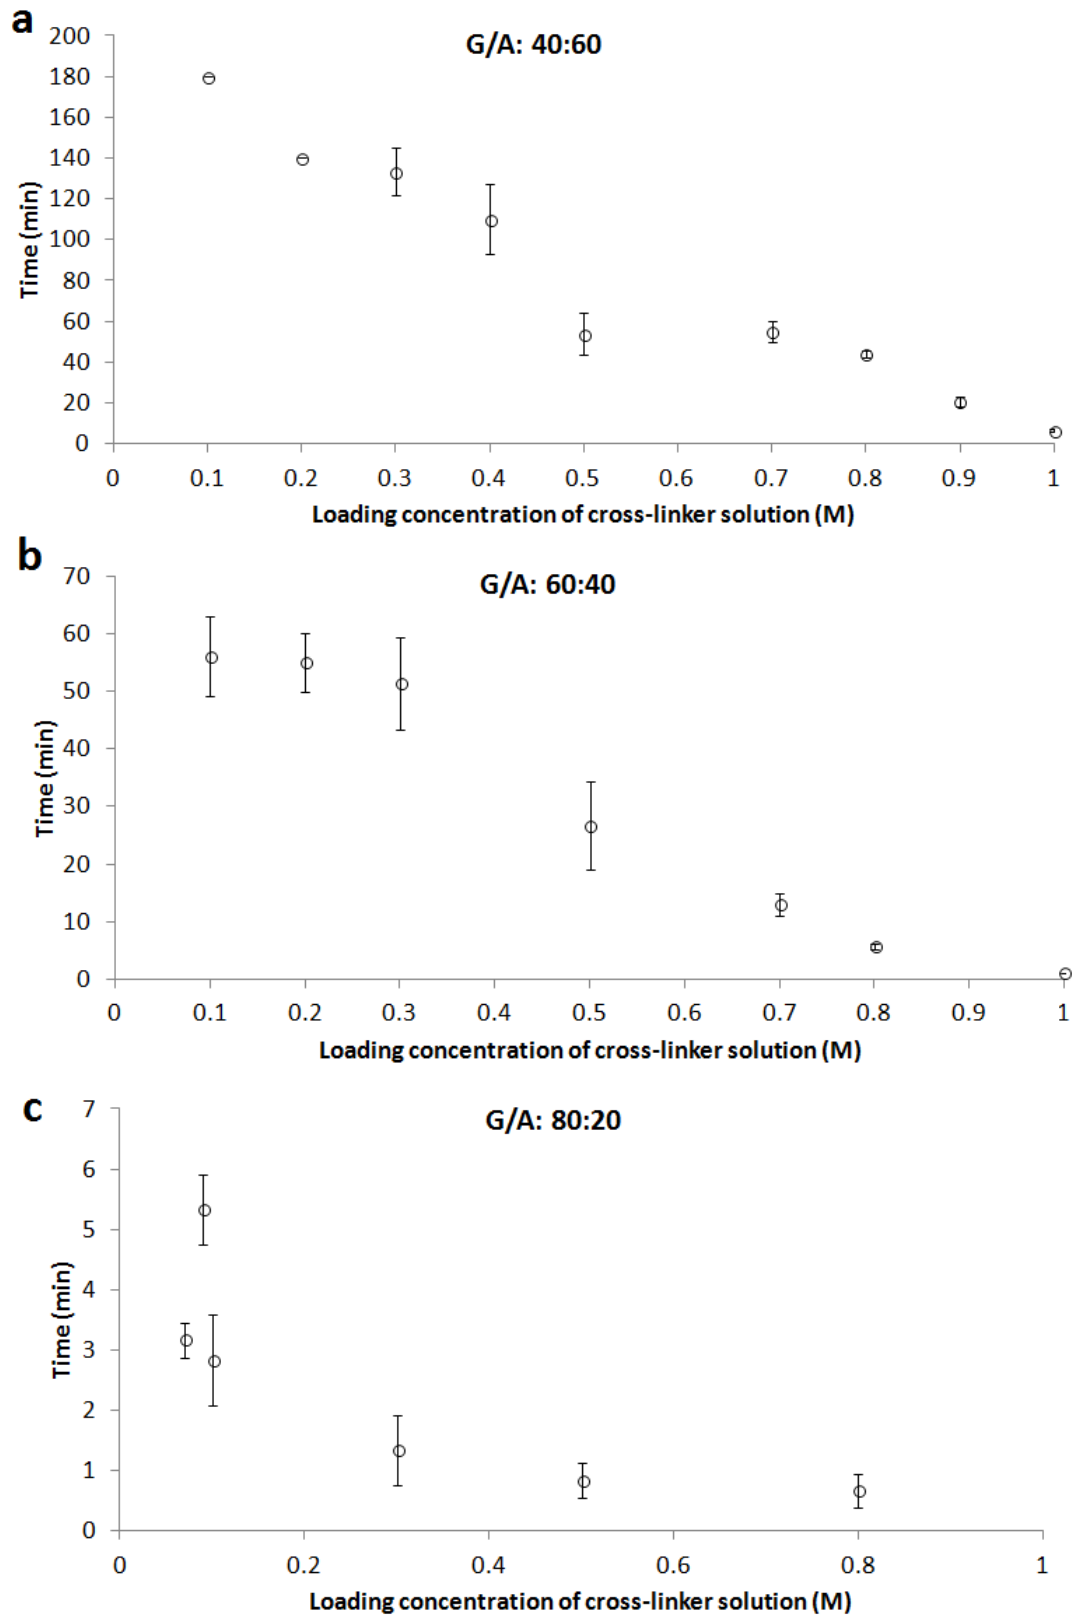 a
G/A: 40:60
200
180
160
140
120
100
80
60
40
20
0
Time (min)
0 0.1 0.2 0.3 0.4 0.5 0.6 0.7 0.8 0.9 1
Loading concentration of cross-linker solution (M)
b
G/A: 60:40
70
60
50
40
30
20
10
0
Time (min)
0 0.1 0.2 0.3 0.4 0.5 0.6 0.7 0.8 0.9 1
Loading concentration of cross-linker solution (M)
c
G/A: 80:20
7
6
5
4
3
2
1
0
Time (min)
0 0.2 0.4 0.6 0.8 1
Loading concentration of cross-linker solution (M)